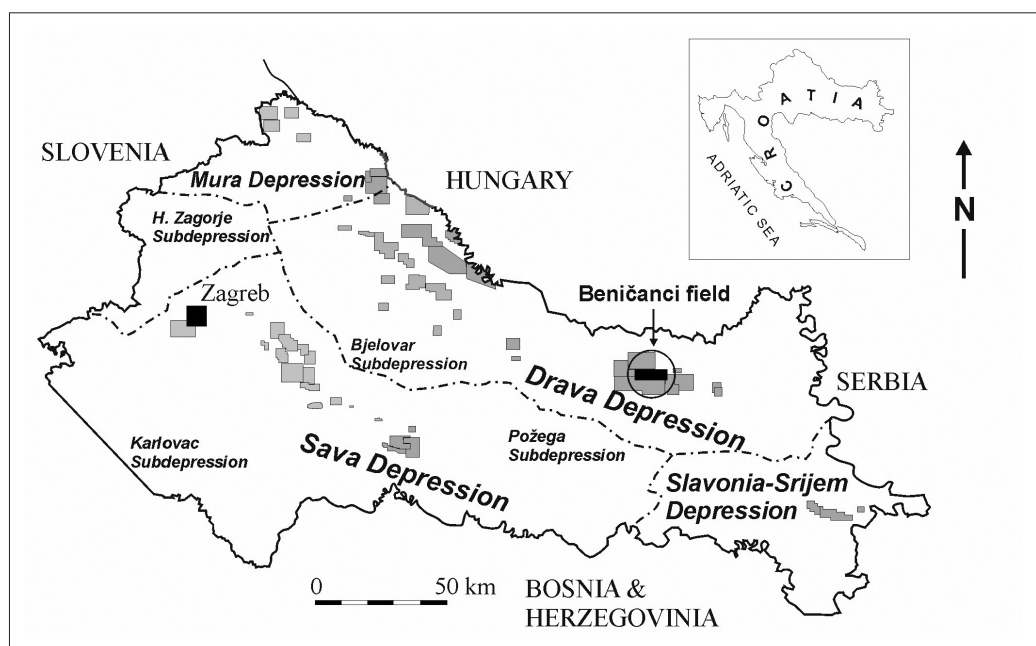 SLOVENIA
Mura Depression
HUNGARY
H. Zagorje
Subdepression
Zagreb
Bjelovar
Subdepression
Beničanci field
Drava Depression
SERBIA
Karlovac
Subdepression
Sava Depression
Požega
Subdepression
Slavonia-Srijem
Depression
0 50 km
BOSNIA &
HERZEGOVINIA
CROATIA
ADRIATIC SEA
N